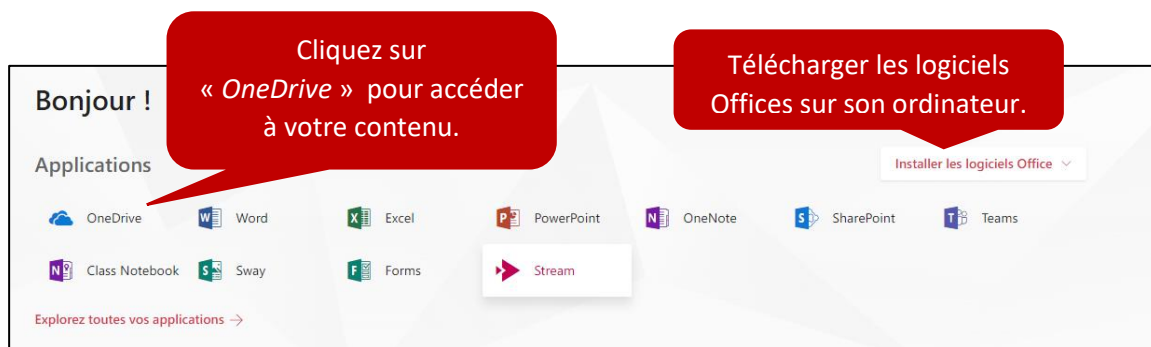 Cliquez sur
« OneDrive » pour accéder
à votre contenu.
Télécharger les logiciels
Offices sur son ordinateur.
Bonjour !
Applications
Installer les logiciels Office
OneDrive
Word
Excel
PowerPoint
OneNote
SharePoint
Teams
Class Notebook
Sway
Forms
Stream
Explorez toutes vos applications →